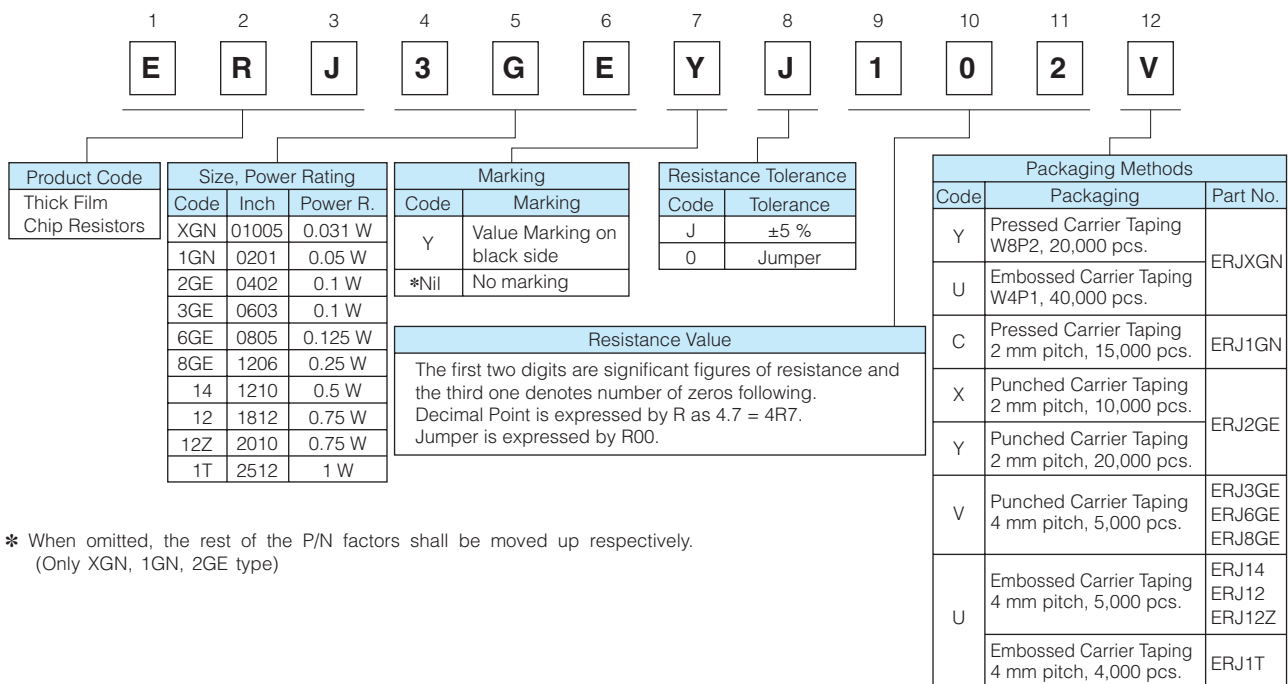 1 2 3 4 5 6 7 8 9 10 11 12
E R J 3 G E Y J 1 0 2 V
Product Code
Thick Film
Chip Resistors
Size, Power Rating
Code Inch Power R.
XGN 01005 0.031 W
1GN 0201 0.05 W
2GE 0402 0.1 W
3GE 0603 0.1 W
6GE 0805 0.125 W
8GE 1206 0.25 W
14 1210 0.5 W
12 1812 0.75 W
12Z 2010 0.75 W
1T 2512 1 W
Marking
Code Marking
Y Value Marking on
black side
✻Nil No marking
Resistance Tolerance
Code Tolerance
J ±5 %
0 Jumper
Resistance Value
The first two digits are significant figures of resistance and
the third one denotes number of zeros following.
Decimal Point is expressed by R as 4.7 = 4R7.
Jumper is expressed by R00.
Packaging Methods
Code Packaging Part No.
Y Pressed Carrier Taping
W8P2, 20,000 pcs.
ERJXGN
U Embossed Carrier Taping
W4P1, 40,000 pcs.
C Pressed Carrier Taping
2 mm pitch, 15,000 pcs.
ERJ1GN
X Punched Carrier Taping
2 mm pitch, 10,000 pcs.
ERJ2GE
Y Punched Carrier Taping
2 mm pitch, 20,000 pcs.
V Punched Carrier Taping
4 mm pitch, 5,000 pcs.
ERJ3GE
ERJ6GE
ERJ8GE
U Embossed Carrier Taping
4 mm pitch, 5,000 pcs.
ERJ14
ERJ12
ERJ12Z
Embossed Carrier Taping
4 mm pitch, 4,000 pcs.
ERJ1T
✻ When omitted, the rest of the P/N factors shall be moved up respectively.
(Only XGN, 1GN, 2GE type)